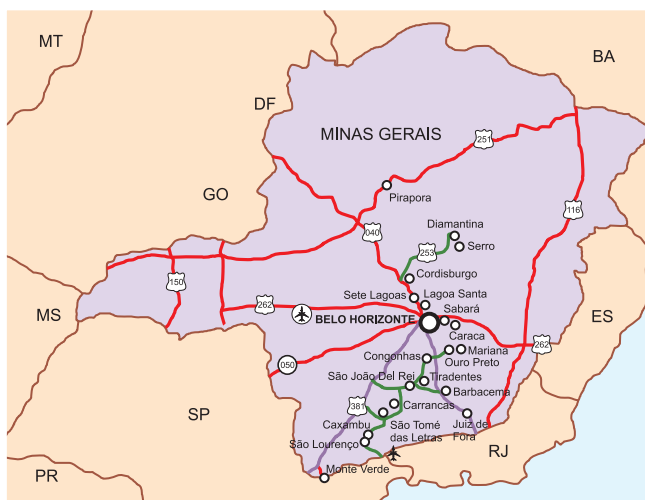 MT
BA
DF
MINAS GERAIS
251
GO
Pirapora
116
Diamantina
040
Serro
253
Cordisburgo
150
MS
Sete Lagoas
Lagoa Santa
262
ES
Sabará
BELO HORIZONTE
Caraca
262
Mariana
Congonhas
Ouro Preto
050
São João Del Rei
Tiradentes
Barbacema
381
Carrancas
SP
Caxambu
São Tomé
das Letras
Juiz de
Fora
São Lourenço
RJ
Monte Verde
PR